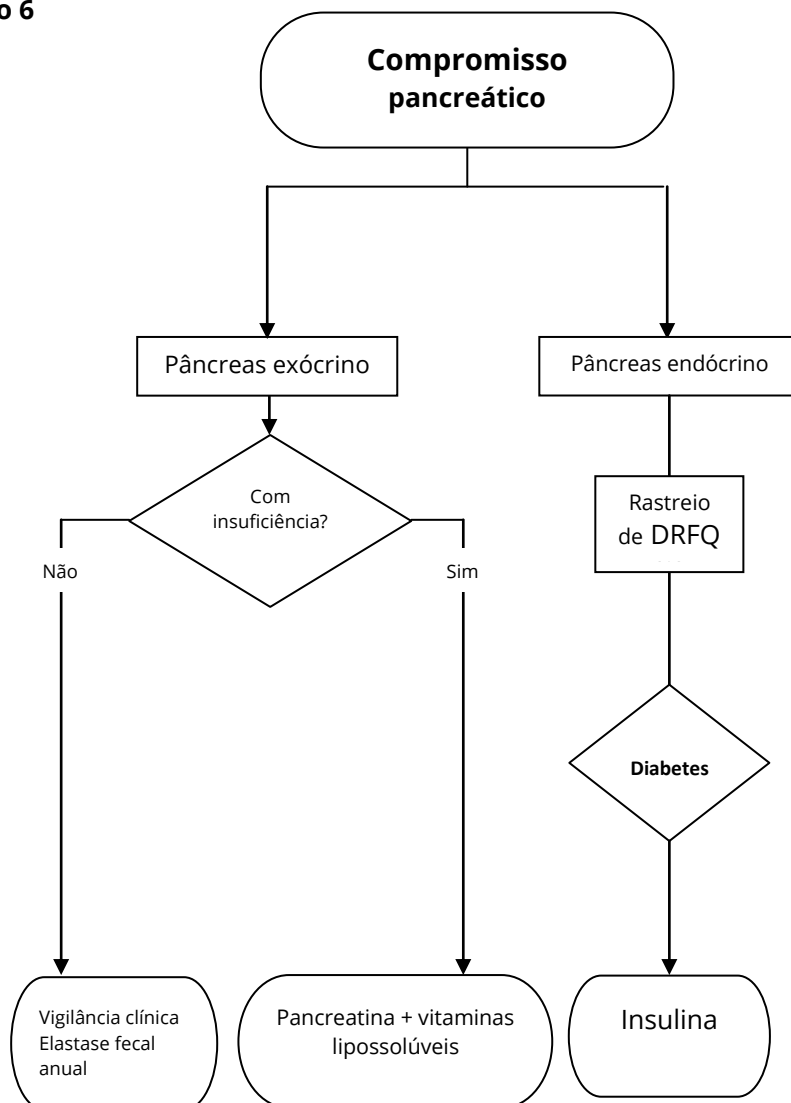 o 6
Compromisso
pancreático
Pâncreas exócrino
Pâncreas endócrino
Com
insuficiência?
Rastreio
de DRFQ
Não
Sim
Diabetes
Vigilância clínica
Elastase fecal
anual
Pancreatina + vitaminas
lipossolúveis
Insulina